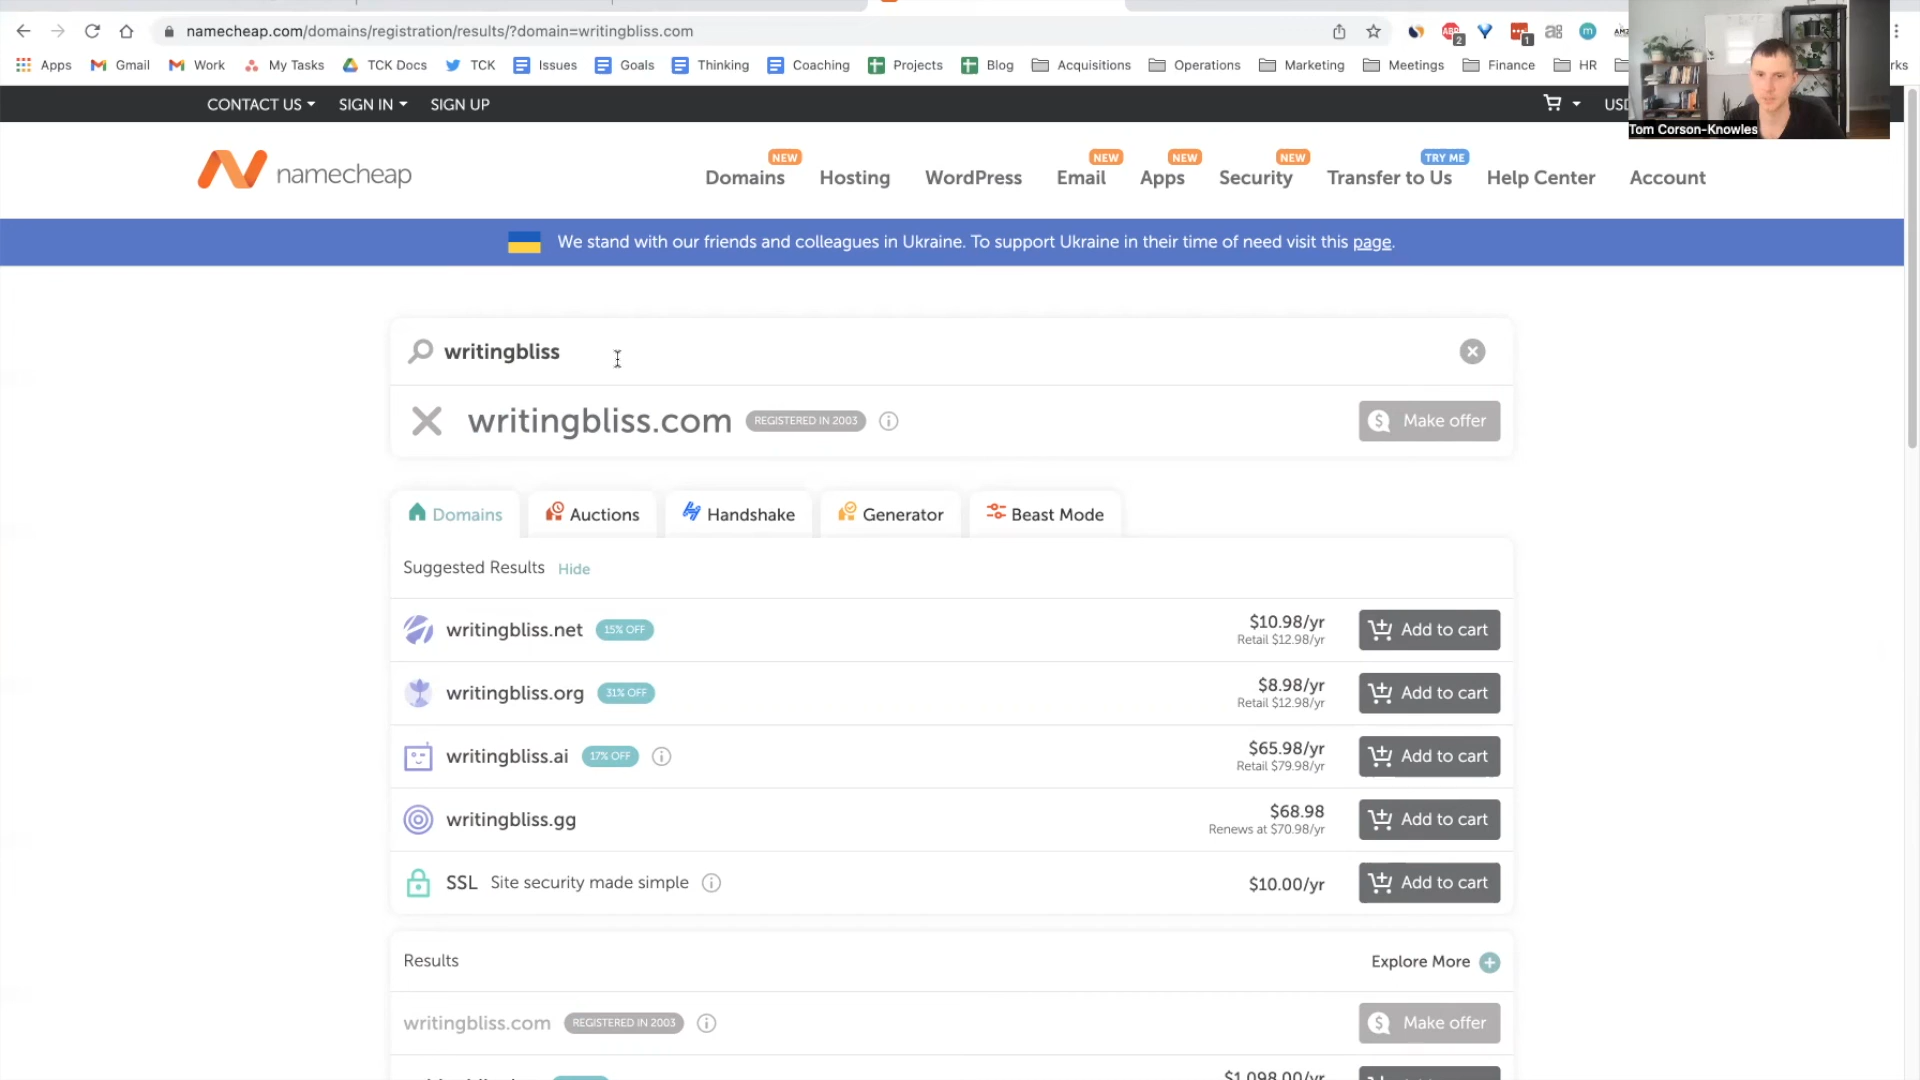 namecheap.com/domains/registration/results/?domain=writingbliss.com
ABP 2 1 AMZ
Apps Gmail Work My Tasks TCK Docs TCK Issues Goals Thinking Coaching Projects Blog Acquisitions Operations Marketing Meetings Finance HR
CONTACT US SIGN IN SIGN UP
Tom Corson-Knowles
NEW NEW NEW NEW TRY ME
namecheap
Domains Hosting WordPress Email Apps Security Transfer to Us Help Center Account
We stand with our friends and colleagues in Ukraine. To support Ukraine in their time of need visit this page.
writingbliss
writingbliss.com REGISTERED IN 2003 Make offer
Domains Auctions Handshake Generator Beast Mode
Suggested Results Hide
writingbliss.net 15% OFF $10.98/yr Add to cart
Retail $12.98/yr
writingbliss.org 31% OFF $8.98/yr Add to cart
Retail $12.98/yr
writingbliss.ai 17% OFF $65.98/yr Add to cart
Retail $79.98/yr
writingbliss.gg $68.98 Add to cart
Renews at $70.98/yr
SSL Site security made simple $10.00/yr Add to cart
Results Explore More
writingbliss.com REGISTERED IN 2003 Make offer
$1,098.00/yr